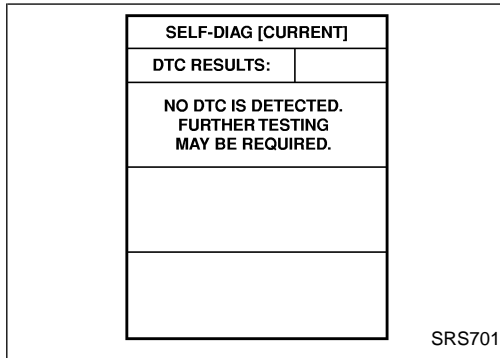 SELF-DIAG [CURRENT]
DTC RESULTS:
NO DTC IS DETECTED.
FURTHER TESTING
MAY BE REQUIRED.
SRS701